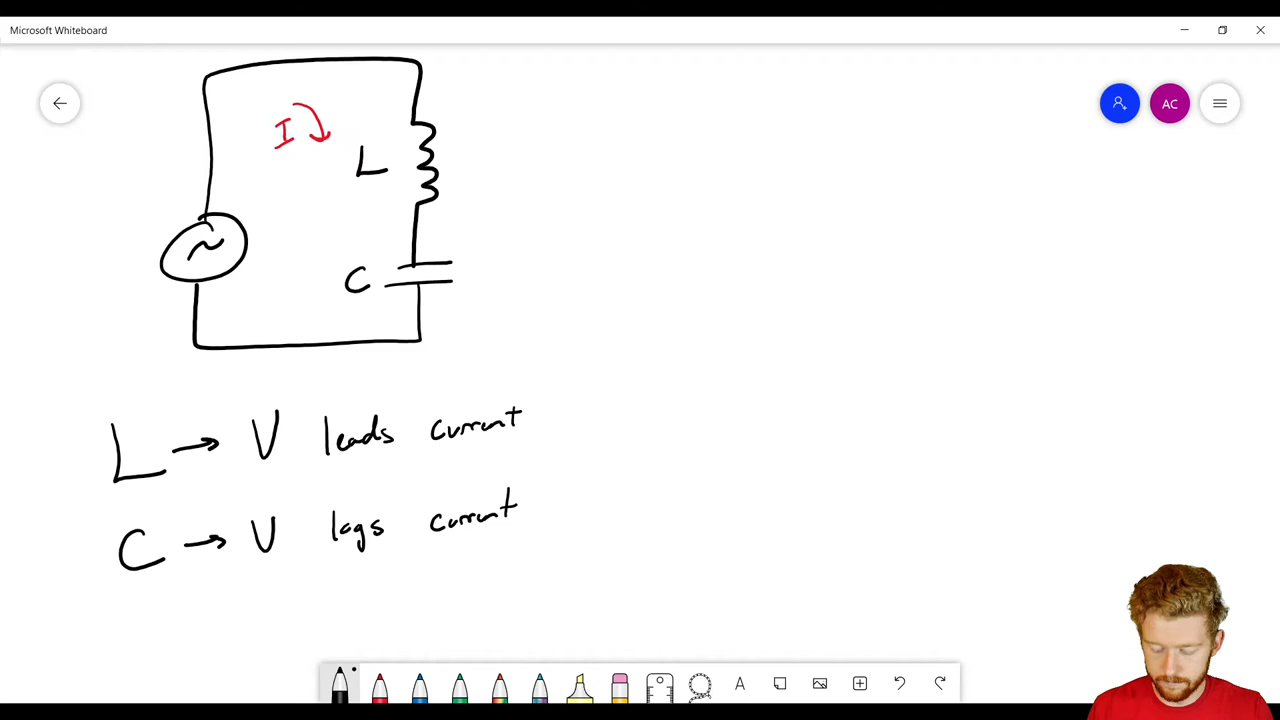 Microsoft Whiteboard
AC
I
L
C
L → V leads current
C → V lags current
A